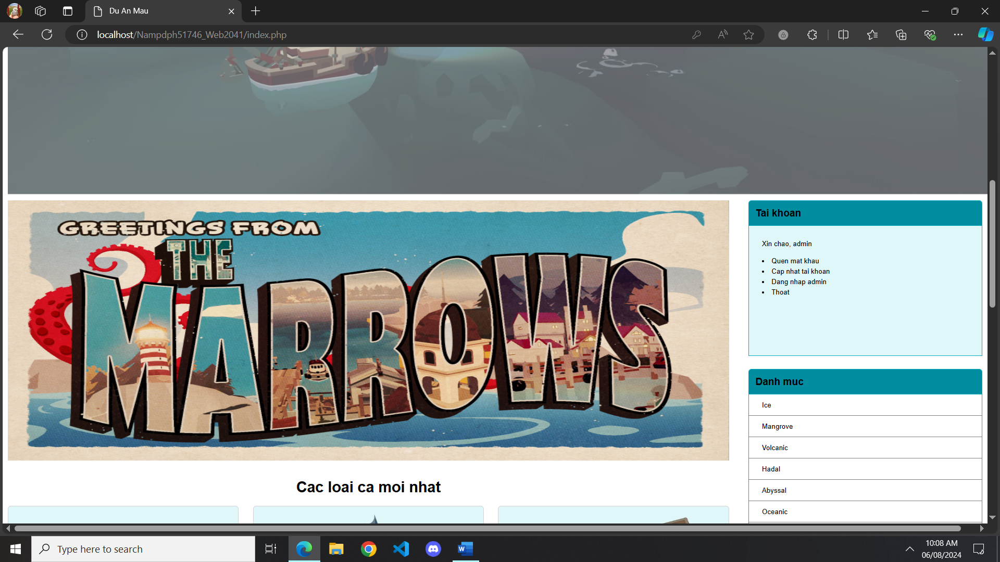 Du An Mau
localhost/Nampdph51746_Web2041/index.php
GREETINGS FROM
THE
MARROWS
Tai khoan
Xin chao, admin
• Quen mat khau
• Cap nhat tai khoan
• Dang nhap admin
• Thoat
Danh muc
Ice
Mangrove
Volcanic
Hadal
Abyssal
Oceanic
Cac loai ca moi nhat
Type here to search
10:08 AM
06/08/2024